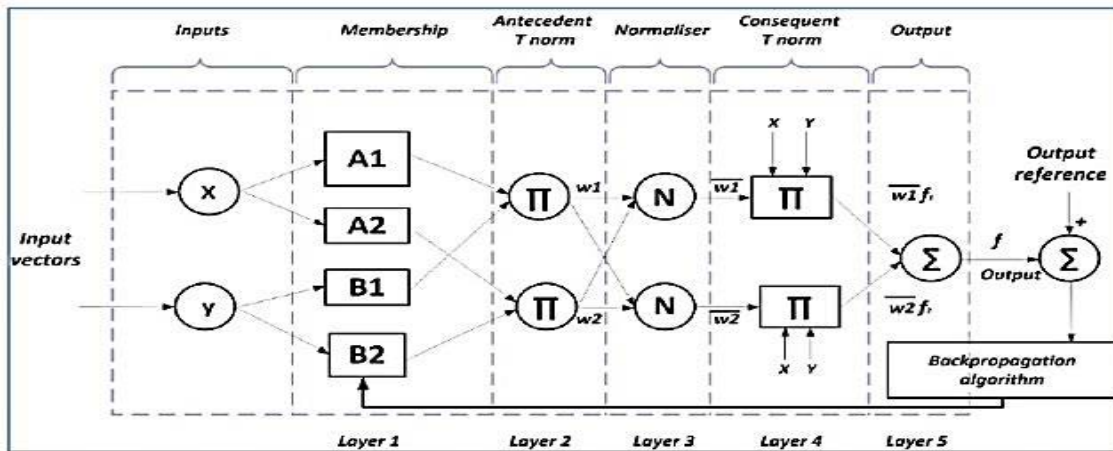 Inputs
Membership
Antecedent
T norm
Normaliser
Consequent
T norm
Output
Input
vectors
x
y
A1
A2
B1
B2
Π
w1
Π
w2
N
N
w1
w2
X Y
Π
Π
X Y
w1 f₁
w2 f₂
Σ
f
Output
Output
reference
+
Σ
Backpropagation
algorithm
Layer 1
Layer 2
Layer 3
Layer 4
Layer 5